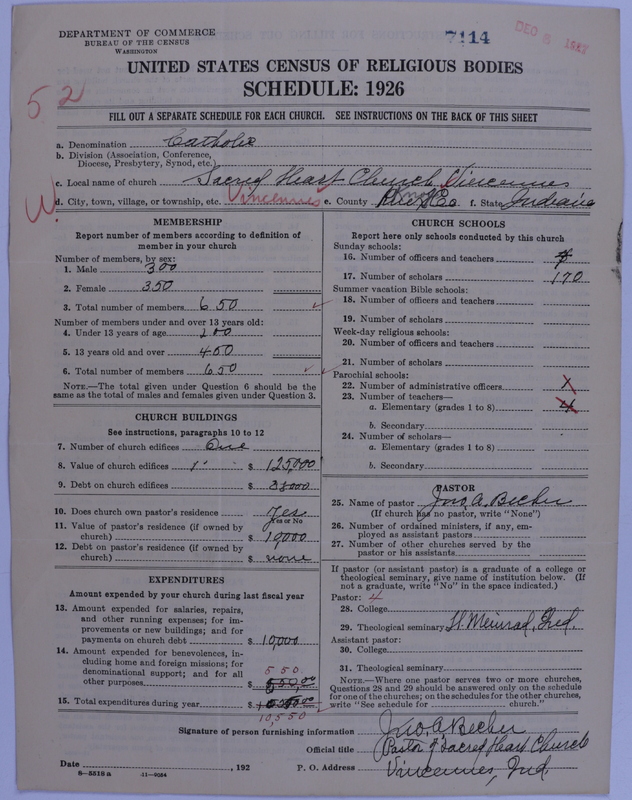 DEPARTMENT OF COMMERCE
BUREAU OF THE CENSUS
WASHINGTON
7114
DEC 8 1927
UNITED STATES CENSUS OF RELIGIOUS BODIES
SCHEDULE: 1926
52
FILL OUT A SEPARATE SCHEDULE FOR EACH CHURCH. SEE INSTRUCTIONS ON THE BACK OF THIS SHEET
a. Denomination Catholic
b. Division (Association, Conference, Diocese, Presbytery, Synod, etc.)
c. Local name of church Sacred Heart Church Vincennes
d. City, town, village, or township, etc. Vincennes e. County Knox Co f. State Indiana
W.
MEMBERSHIP
Report number of members according to definition of member in your church
Number of members, by sex:
1. Male 300
2. Female 350
3. Total number of members 650
Number of members under and over 13 years old:
4. Under 13 years of age 200
5. 13 years old and over 450
6. Total number of members 650
NOTE.—The total given under Question 6 should be the same as the total of males and females given under Question 3.
CHURCH BUILDINGS
See instructions, paragraphs 10 to 12
7. Number of church edifices One
8. Value of church edifices 1 $ 125,000
9. Debt on church edifices $ 33000
10. Does church own pastor's residence Yes
Yes or No
11. Value of pastor's residence (if owned by church) $ 10,000
12. Debt on pastor's residence (if owned by church) $ none
EXPENDITURES
Amount expended by your church during last fiscal year
13. Amount expended for salaries, repairs, and other running expenses; for improvements or new buildings; and for payments on church debt $ 10,000
14. Amount expended for benevolences, including home and foreign missions; for denominational support; and for all other purposes $ 550.
15. Total expenditures during year $
10,550
CHURCH SCHOOLS
Report here only schools conducted by this church
Sunday schools:
16. Number of officers and teachers
17. Number of scholars 170
Summer vacation Bible schools:
18. Number of officers and teachers
19. Number of scholars
Week-day religious schools:
20. Number of officers and teachers
21. Number of scholars
Parochial schools:
22. Number of administrative officers
23. Number of teachers—
a. Elementary (grades 1 to 8) 4
b. Secondary
24. Number of scholars—
a. Elementary (grades 1 to 8)
b. Secondary
PASTOR
25. Name of pastor Jno. A. Becher
(If church has no pastor, write "None")
26. Number of ordained ministers, if any, employed as assistant pastors
27. Number of other churches served by the pastor or his assistants
If pastor (or assistant pastor) is a graduate of a college or theological seminary, give name of institution below. (If not a graduate, write "No" in the space indicated.)
Pastor: 4
28. College
29. Theological seminary St. Meinrad, Ind.
Assistant pastor:
30. College
31. Theological seminary
NOTE.—Where one pastor serves two or more churches, Questions 28 and 29 should be answered only on the schedule for one of the churches; on the schedules for the other churches, write "See schedule for church."
Signature of person furnishing information Jno. A. Becher
Official title Pastor of Sacred Heart Church
Date , 192 P. O. Address Vincennes, Ind.
8—5518 a 11—9054